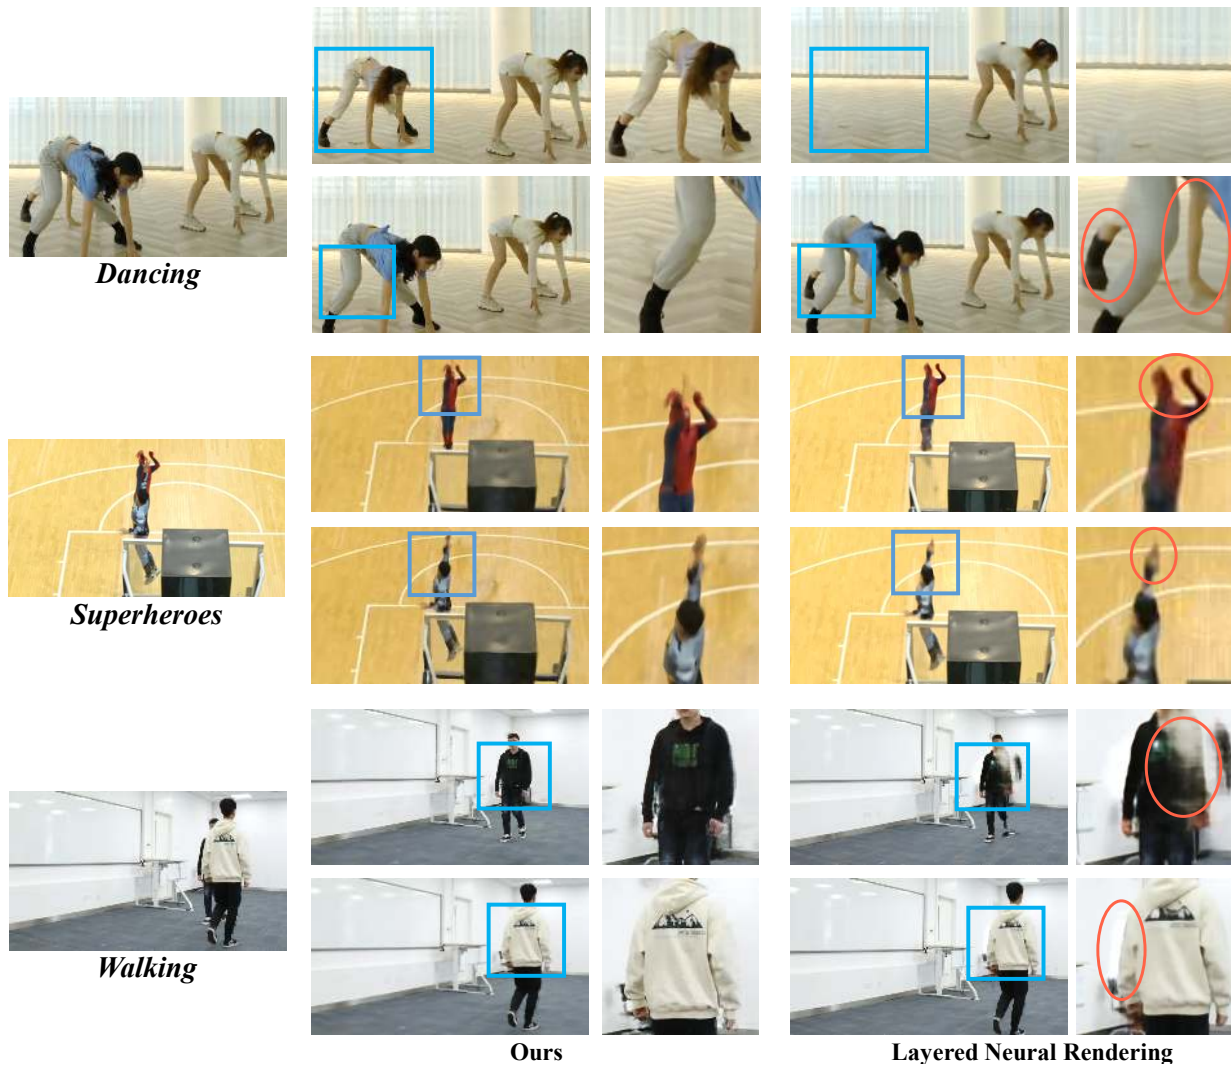 Dancing
Superheroes
Walking
Ours
Layered Neural Rendering